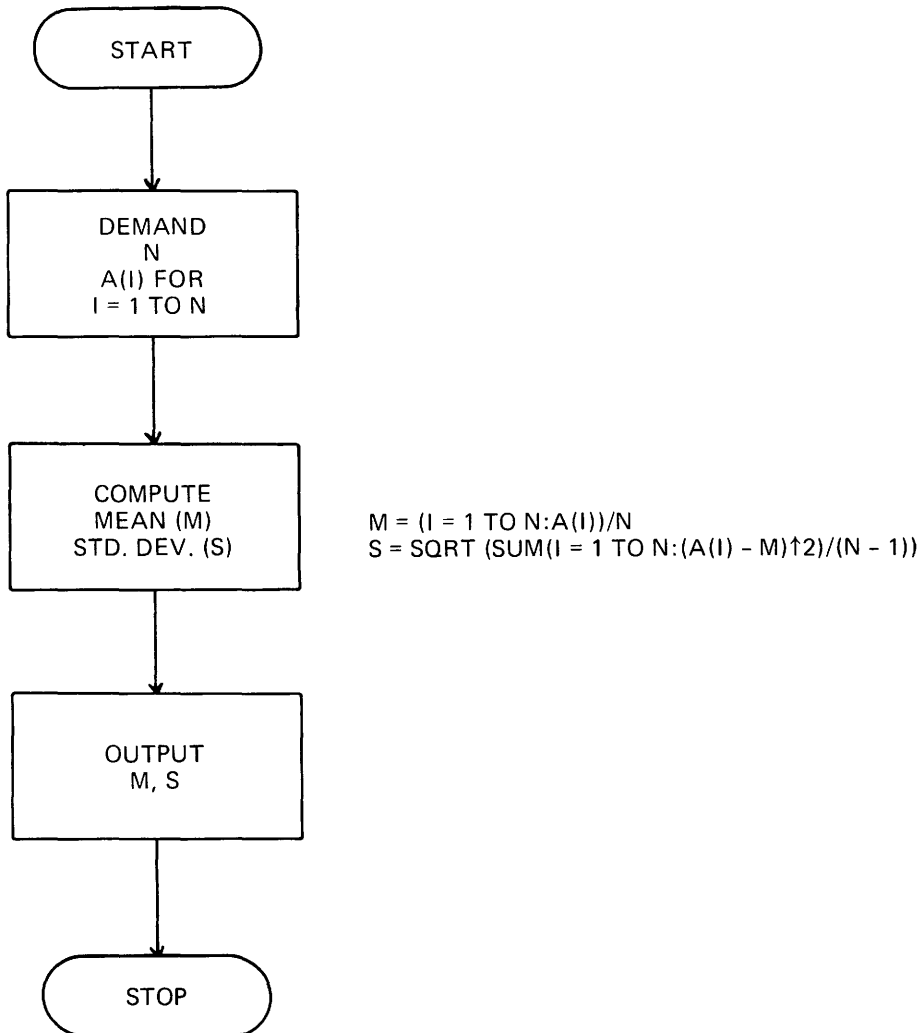 START
DEMAND
N
A(I) FOR
I = 1 TO N
COMPUTE
MEAN (M)
STD. DEV. (S)
M = (I = 1 TO N:A(I))/N
S = SQRT (SUM(I = 1 TO N:(A(I) – M)↑2)/(N – 1))
OUTPUT
M, S
STOP